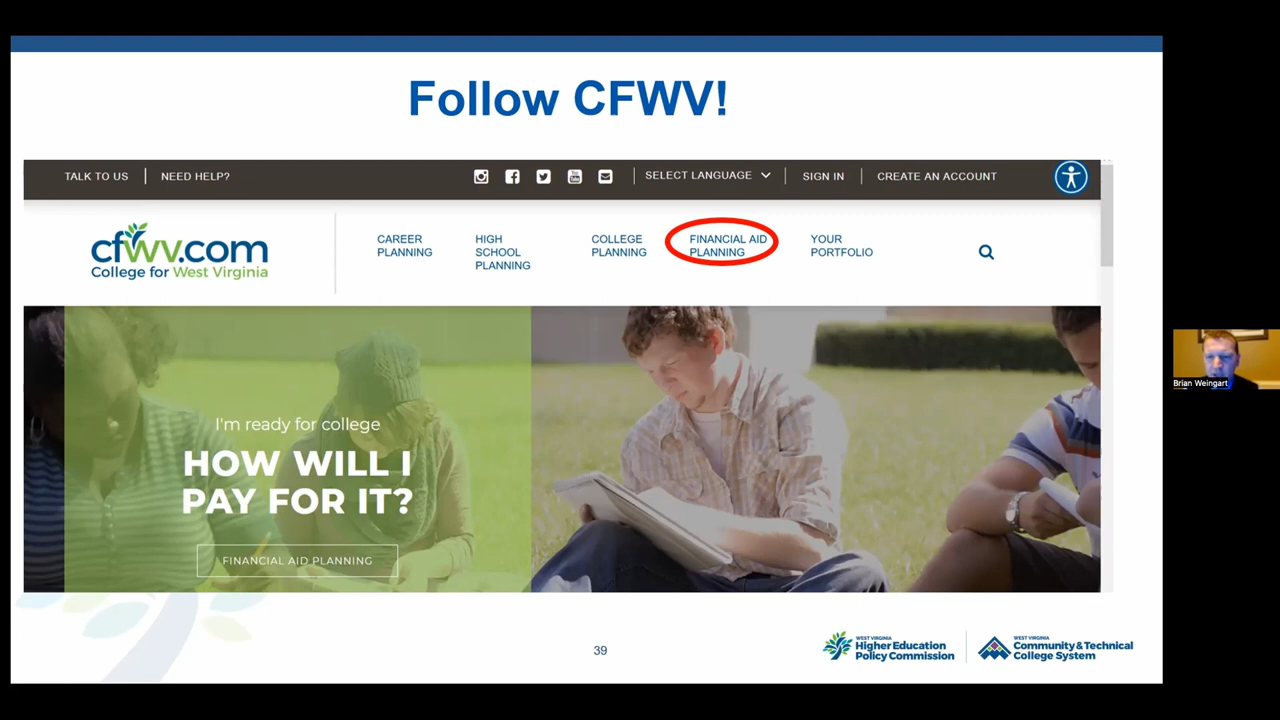 Follow CFWV!
TALK TO US
NEED HELP?
SELECT LANGUAGE
SIGN IN
CREATE AN ACCOUNT
cfwv.com
College for West Virginia
CAREER
PLANNING
HIGH
SCHOOL
PLANNING
COLLEGE
PLANNING
FINANCIAL AID
PLANNING
YOUR
PORTFOLIO
I'm ready for college
HOW WILL I
PAY FOR IT?
FINANCIAL AID PLANNING
Brian Weingart
39
WEST VIRGINIA
Higher Education
Policy Commission
WEST VIRGINIA
Community & Technical
College System